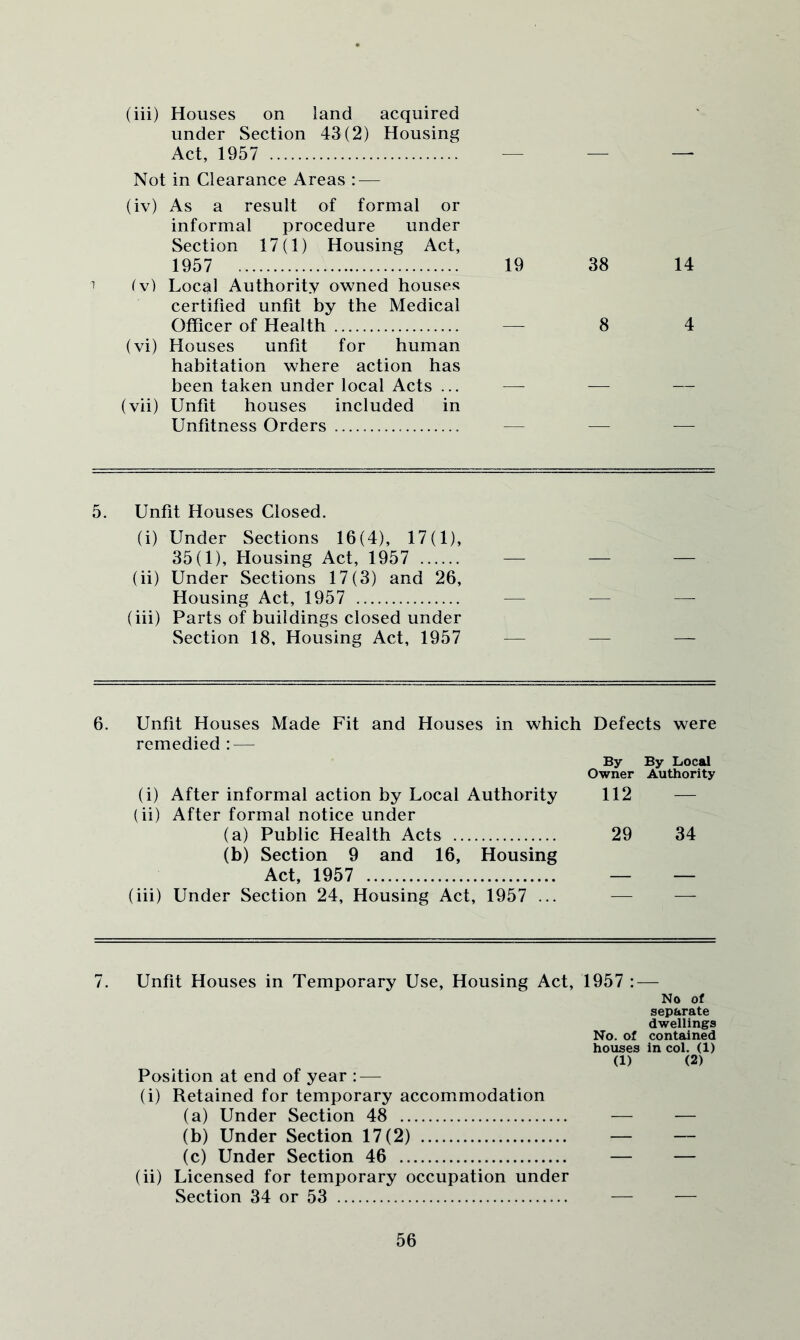 (iii) Houses on land acquired
under Section 43(2) Housing
Act, 1957 ............................ — — —
Not in Clearance Areas :—
(iv) As a result of formal or
informal procedure under
Section 17(1) Housing Act,
1957 ................................. 19 38 14
(v) Local Authority owned houses
certified unfit by the Medical
Officer of Health ................... — 8 4
(vi) Houses unfit for human
habitation where action has
been taken under local Acts ... — — —
(vii) Unfit houses included in
Unfitness Orders ................... — — —
5. Unfit Houses Closed.
(i) Under Sections 16(4), 17(1),
35(1), Housing Act, 1957 ...... — — —
(ii) Under Sections 17(3) and 26,
Housing Act, 1957 ................ — — —
(iii) Parts of buildings closed under
Section 18, Housing Act, 1957 — — —
6. Unfit Houses Made Fit and Houses in which Defects were
remedied :—
By By Local
Owner Authority
(i) After informal action by Local Authority 112 —
(ii) After formal notice under
(a) Public Health Acts ................ 29 34
(b) Section 9 and 16, Housing
Act, 1957 ............................. — —
(iii) Under Section 24, Housing Act, 1957 ... — —
7. Unfit Houses in Temporary Use, Housing Act, 1957 :—
No of
separate
dwellings
No. of contained
houses in col. (1)
(1) (2)
Position at end of year :—
(i) Retained for temporary accommodation
(a) Under Section 48 ......................... — —
(b) Under Section 17(2) ...................... — —
(c) Under Section 46 ......................... — —
(ii) Licensed for temporary occupation under
Section 34 or 53 ................................... — —
56